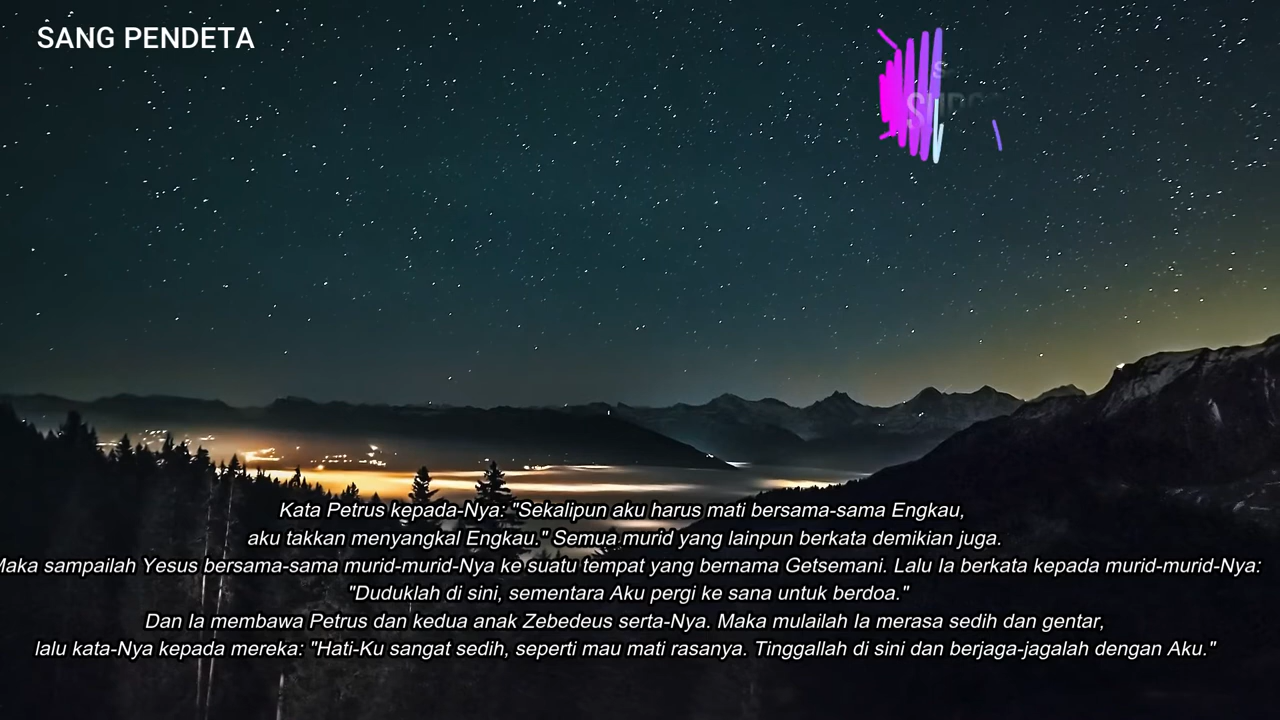 SANG PENDETA
Kata Petrus kepada-Nya: "Sekalipun aku harus mati bersama-sama Engkau,
aku takkan menyangkal Engkau." Semua murid yang lainpun berkata demikian juga.
Maka sampailah Yesus bersama-sama murid-murid-Nya ke suatu tempat yang bernama Getsemani. Lalu Ia berkata kepada murid-murid-Nya:
"Duduklah di sini, sementara Aku pergi ke sana untuk berdoa."
Dan Ia membawa Petrus dan kedua anak Zebedeus serta-Nya. Maka mulailah Ia merasa sedih dan gentar,
lalu kata-Nya kepada mereka: "Hati-Ku sangat sedih, seperti mau mati rasanya. Tinggallah di sini dan berjaga-jagalah dengan Aku."